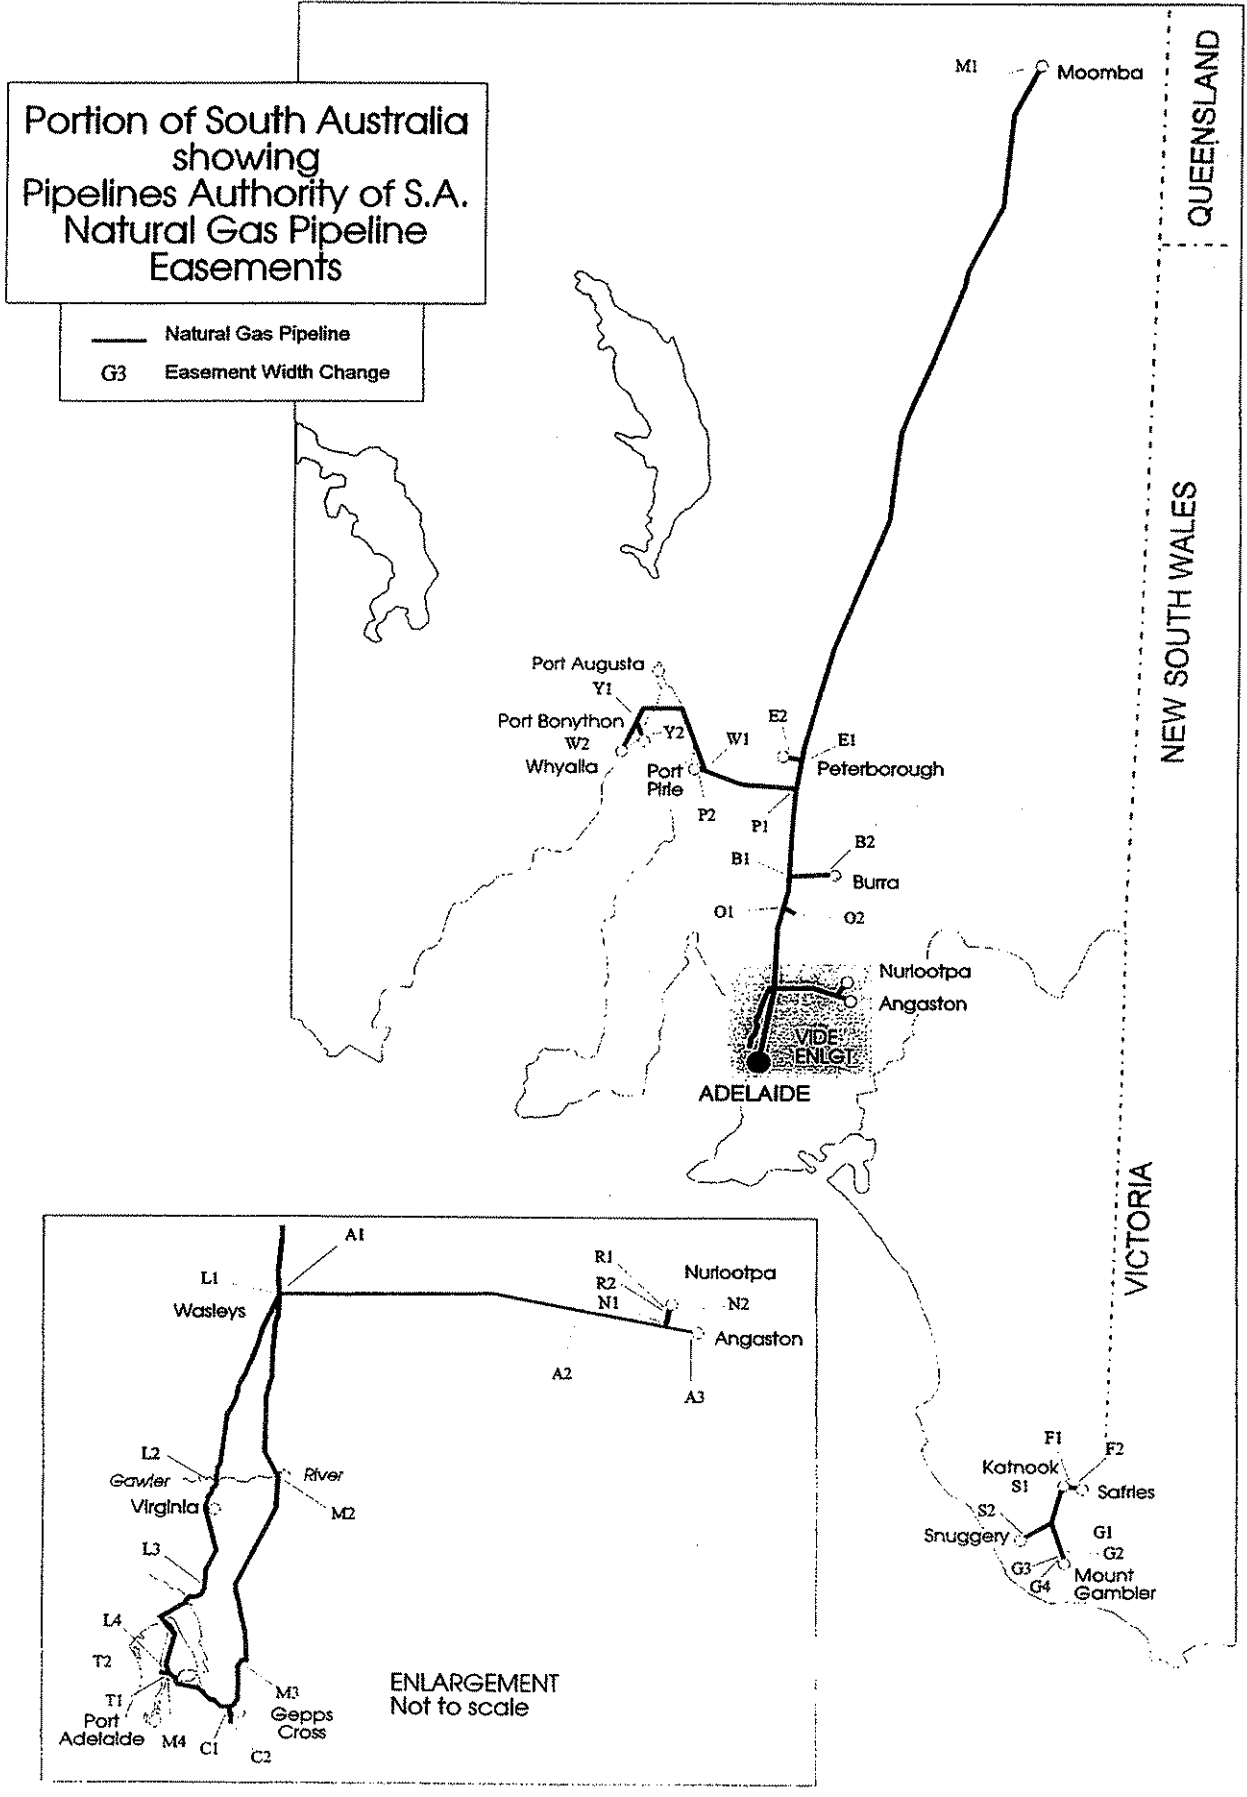 Portion of South Australia
showing
Pipelines Authority of S.A.
Natural Gas Pipeline
Easements
Natural Gas Pipeline
G3 Easement Width Change
M1
Moomba
QUEENSLAND
NEW SOUTH WALES
VICTORIA
Port Augusta
Y1
Port Bonython
Y2
W2
Whyalla
W1
Port
Pirie
P2
E2
E1
Peterborough
P1
B1
B2
Burra
O1
O2
Nuriootpa
Angaston
VIDE
ENLGT
ADELAIDE
A1
L1
Wasleys
R1
R2
N1
Nuriootpa
N2
Angaston
A2
A3
L2
Gawler
River
Virginia
M2
L3
L4
T2
T1
Port
Adelaide
M4
C1
C2
M3
Gepps
Cross
ENLARGEMENT
Not to scale
F1
F2
Katnook
S1
Safries
S2
Snuggery
G1
G2
G3
G4
Mount
Gambier